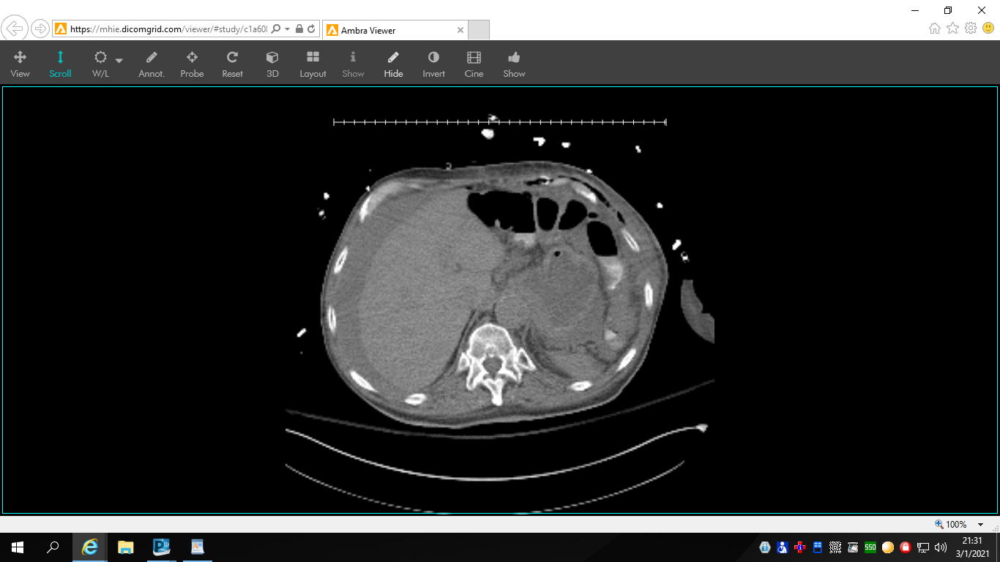 https://mhie.dicomgrid.com/viewer/#study/c1a608
Ambra Viewer
View
Scroll
W/L
Annot.
Probe
Reset
3D
Layout
Show
Hide
Invert
Cine
Show
100%
550
21:31
3/1/2021